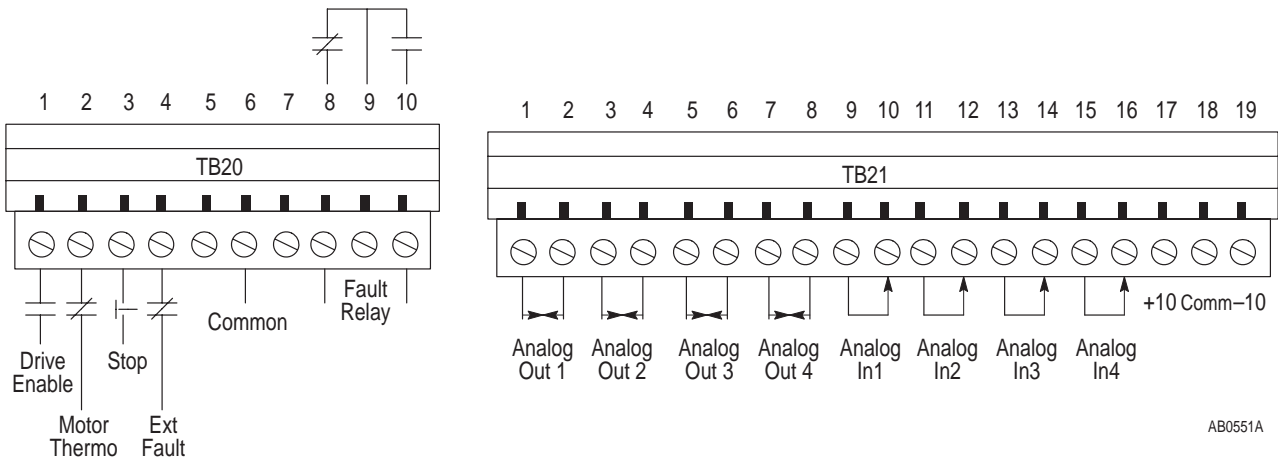 1 2 3 4 5 6 7 8 9 10
TB20
Drive
Enable
Motor
Thermo
Stop
Ext
Fault
Common
Fault
Relay
1 2 3 4 5 6 7 8 9 10 11 12 13 14 15 16 17 18 19
TB21
Analog
Out 1
Analog
Out 2
Analog
Out 3
Analog
Out 4
Analog
In1
Analog
In2
Analog
In3
Analog
In4
+10 Comm–10
AB0551A